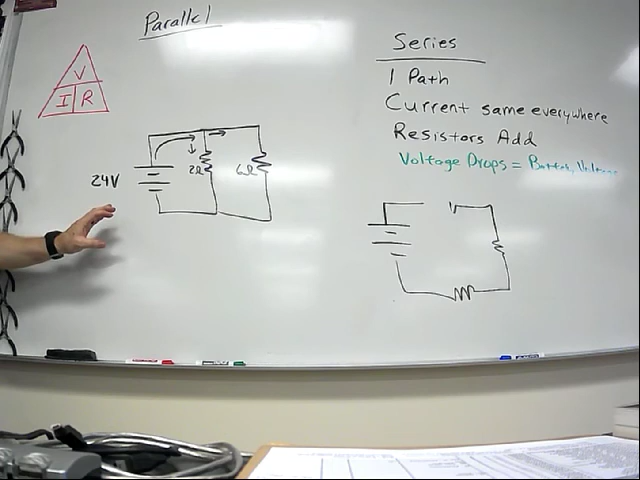 Parallel
V
I R
24V
2Ω
6Ω
Series
1 Path
Current same everywhere
Resistors Add
Voltage Drops =